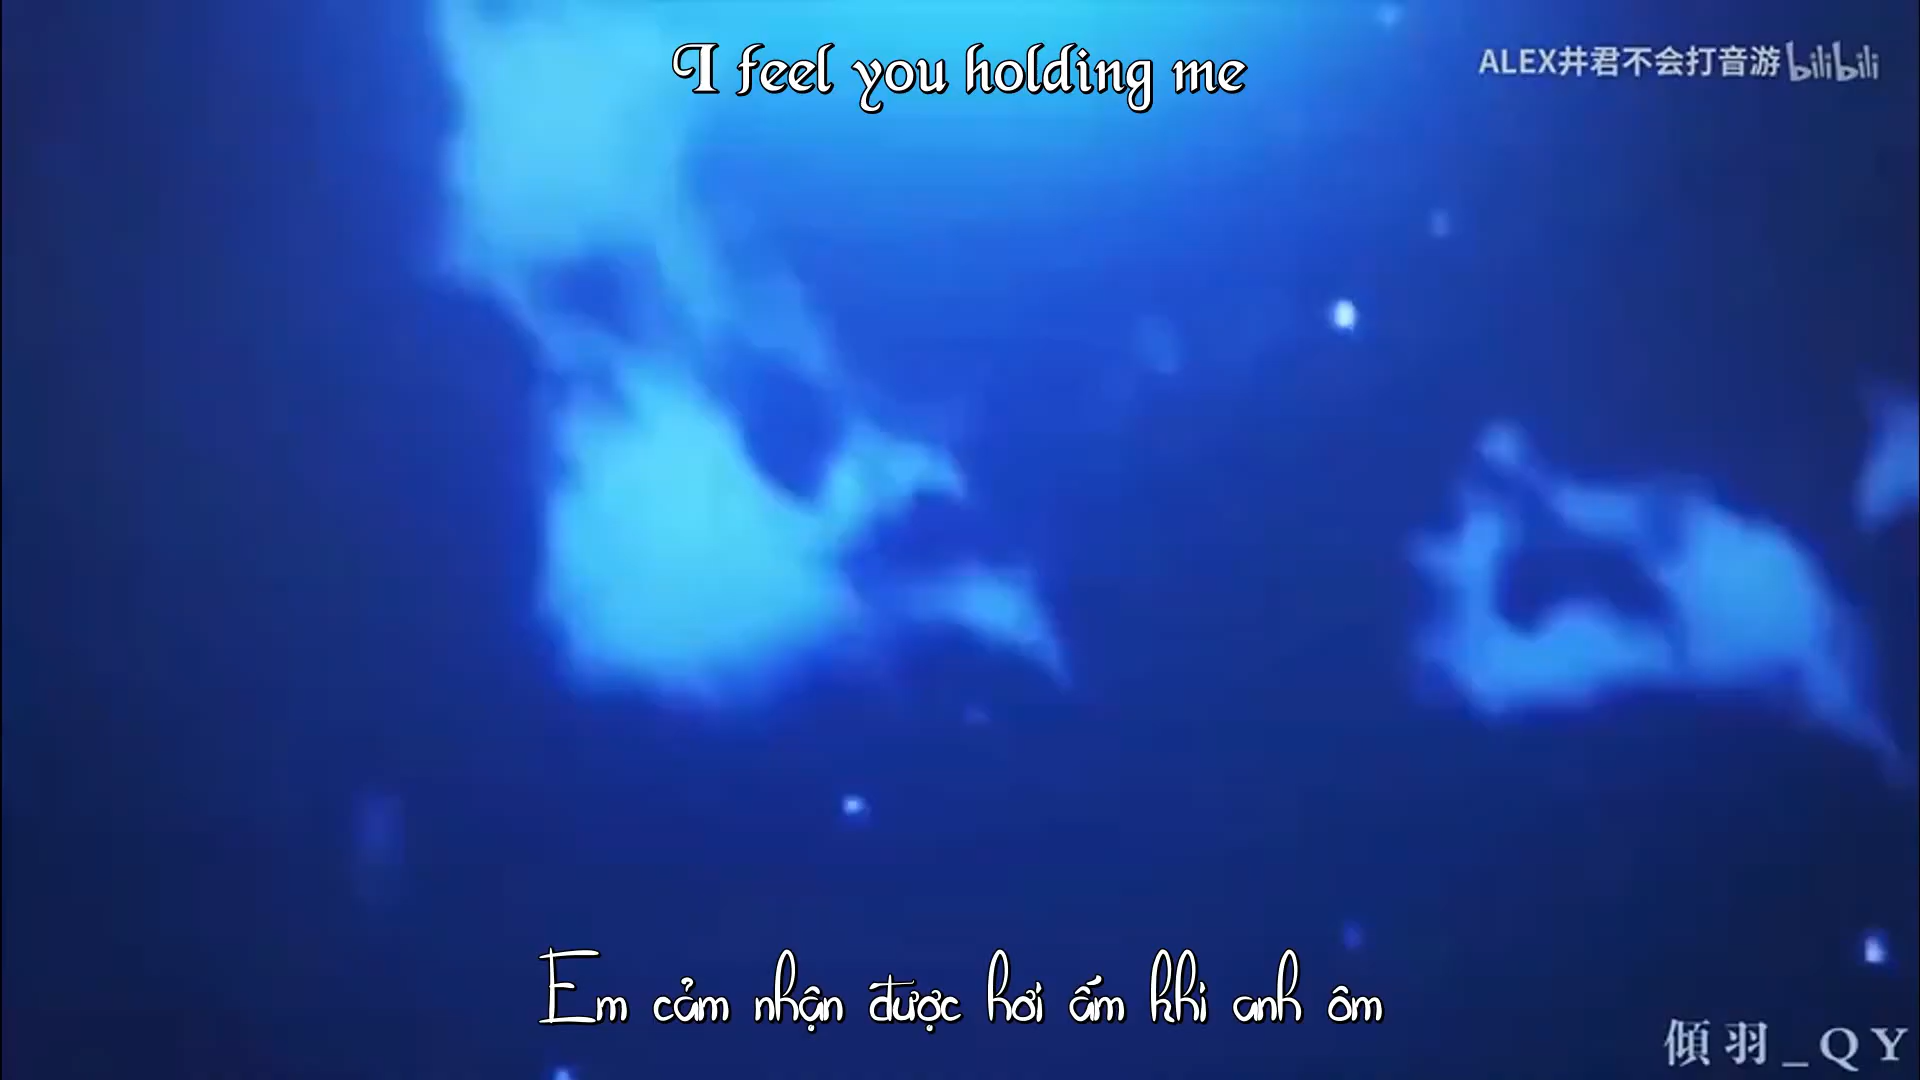 I feel you holding me
ALEX井君不会打音游 bilibili
Em cảm nhận được hơi ấm khi anh ôm
傾羽_QY